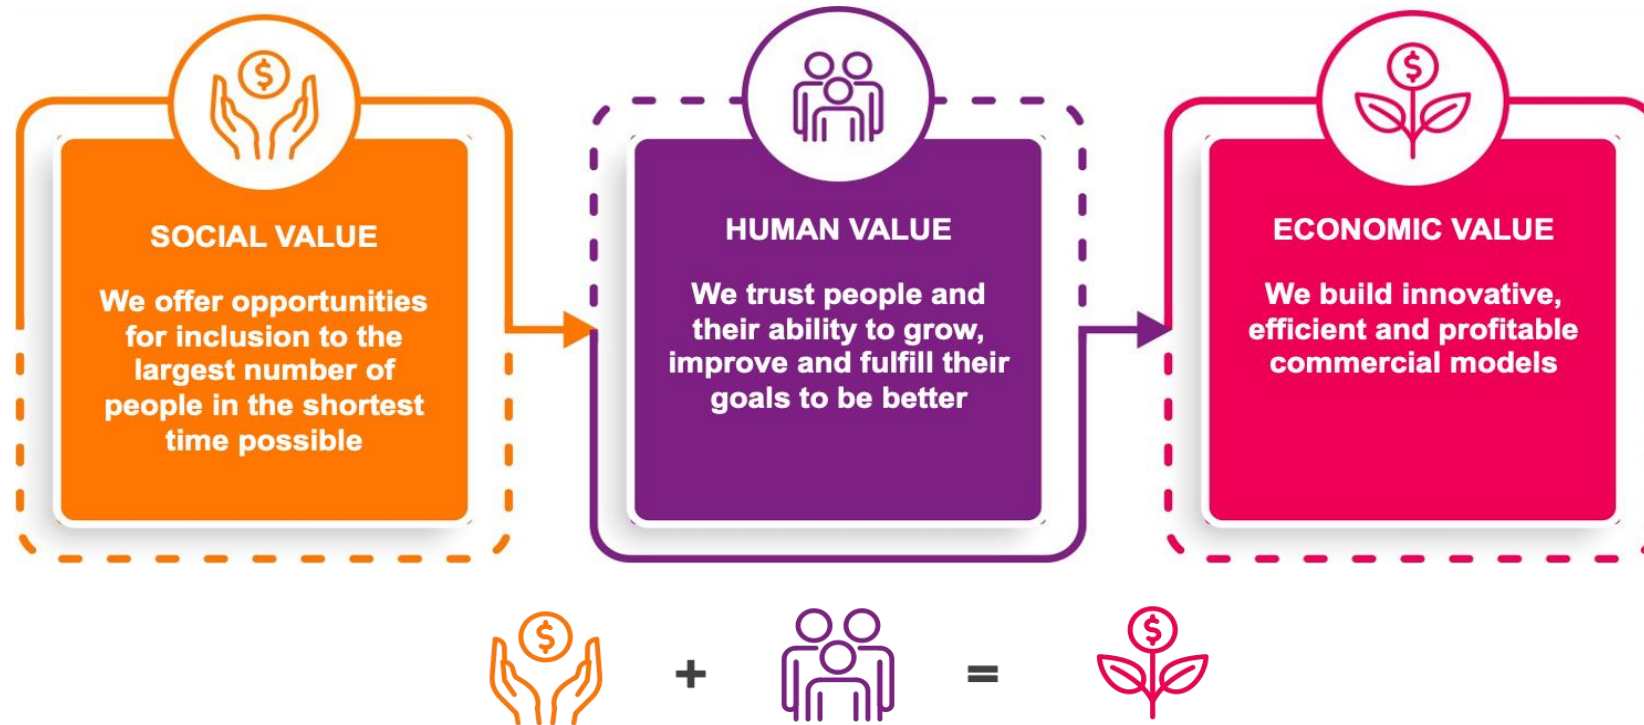 $
SOCIAL VALUE
We offer opportunities
for inclusion to the
largest number of
people in the shortest
time possible
$
HUMAN VALUE
We trust people and
their ability to grow,
improve and fulfill their
goals to be better
ECONOMIC VALUE
We build innovative,
efficient and profitable
commercial models
$ + = $